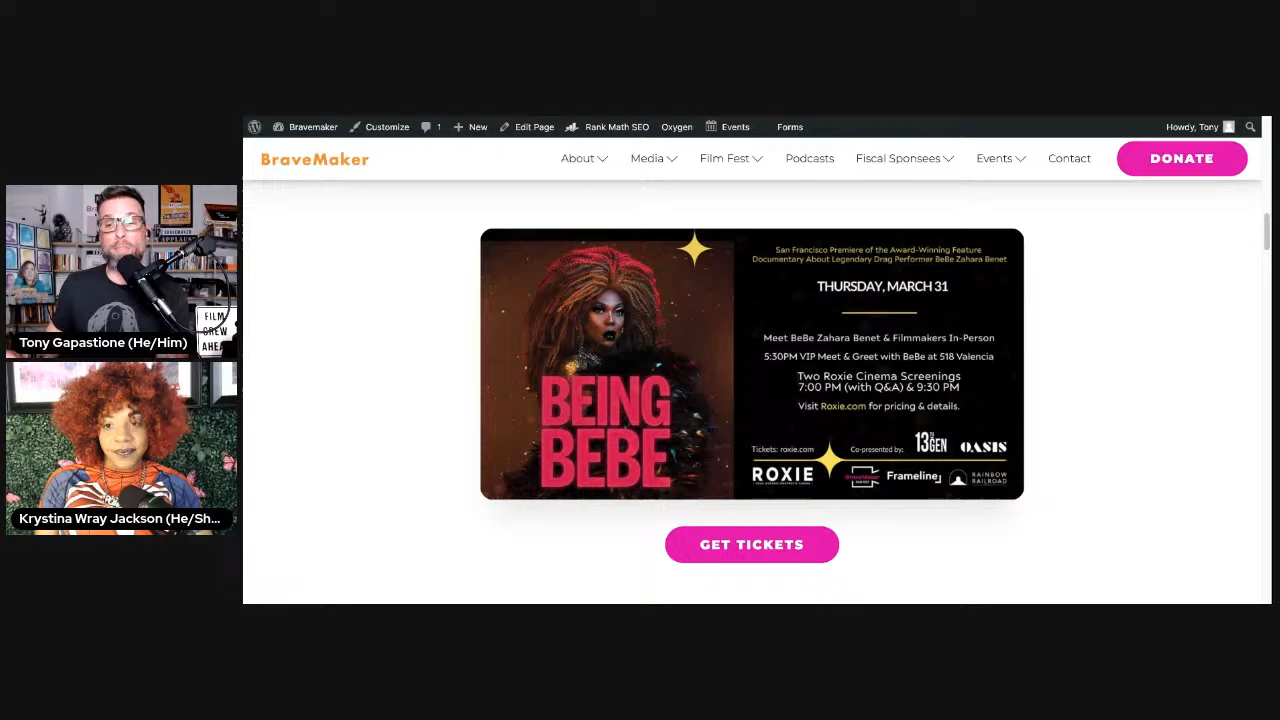 Bravemaker
Customize
1
New
Edit Page
Rank Math SEO
Oxygen
Events
Forms
Howdy, Tony
BraveMaker
About
Media
Film Fest
Podcasts
Fiscal Sponsees
Events
Contact
DONATE
FILM
CREW
AHEA
APPLAUS
Tony Gapastione (He/Him)
Krystina Wray Jackson (He/Sh...
San Francisco Premiere of the Award-Winning Feature
Documentary About Legendary Drag Performer BeBe Zahara Benet
THURSDAY, MARCH 31
Meet BeBe Zahara Benet & Filmmakers In-Person
5:30PM VIP Meet & Greet with BeBe at 518 Valencia
Two Roxie Cinema Screenings
7:00 PM (with Q&A) & 9:30 PM
Visit Roxie.com for pricing & details.
BEING
BEBE
Tickets: roxie.com
Co-presented by:
13TH GEN
OASIS
ROXIE
BraveMaker
Frameline
RAINBOW
RAILROAD
GET TICKETS